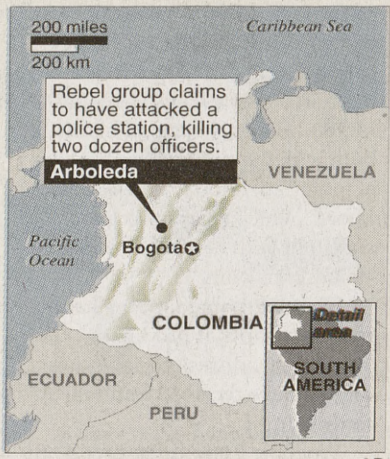 200 miles
200 km
Caribbean Sea
Rebel group claims
to have attacked a
police station, killing
two dozen officers.
Arboleda
VENEZUELA
Pacific
Ocean
Bogota
COLOMBIA
Detail
area
SOUTH
AMERICA
ECUADOR
PERU